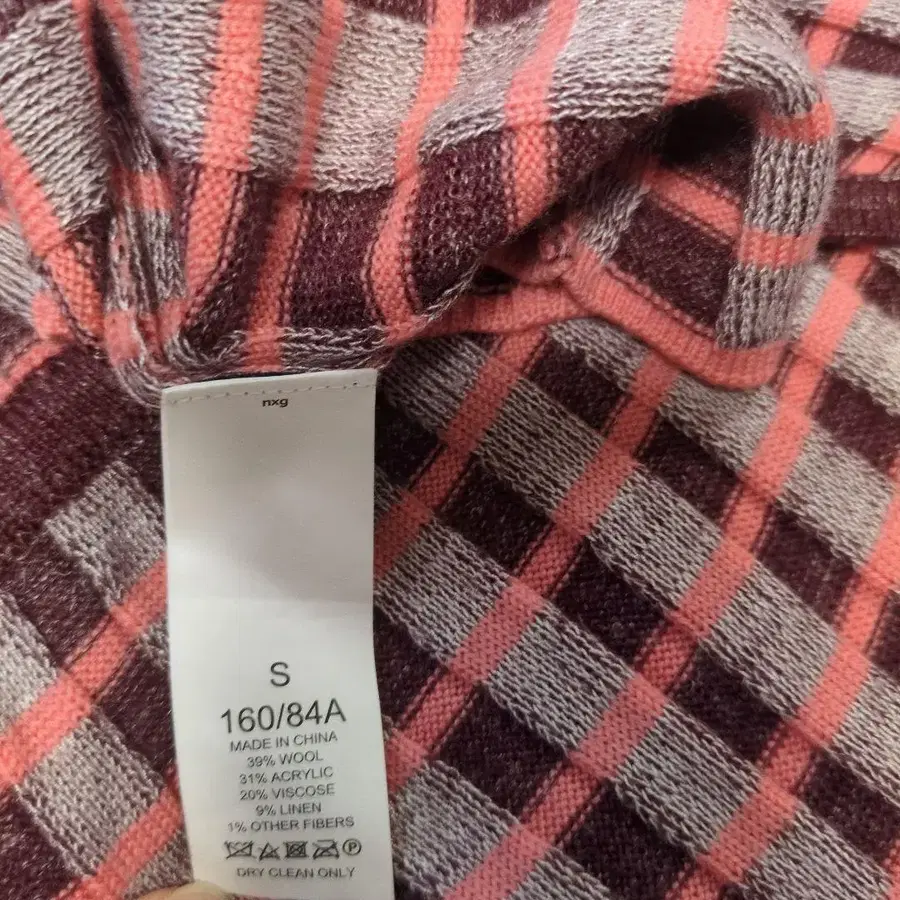 nxg
S
160/84A
MADE IN CHINA
39% WOOL
31% ACRYLIC
20% VISCOSE
9% LINEN
1% OTHER FIBERS
P
DRY CLEAN ONLY